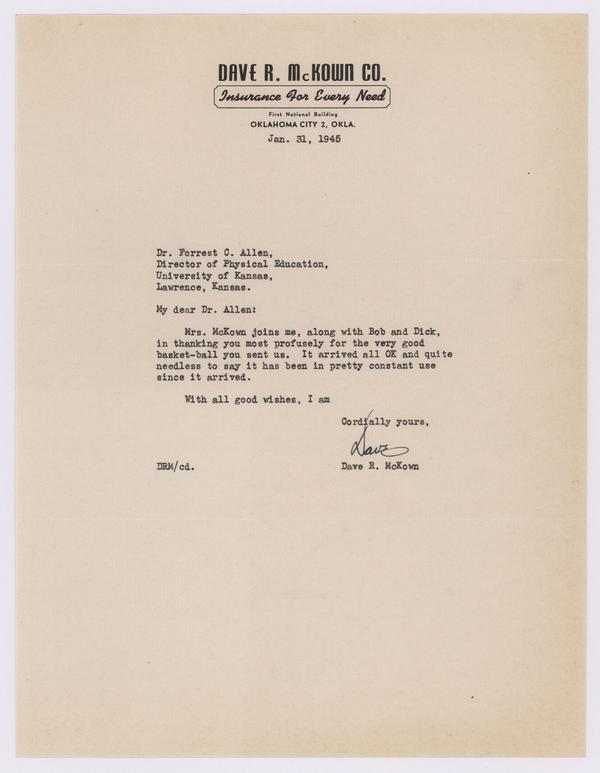 DAVE R. McKOWN CO.
Insurance For Every Need
First National Building
OKLAHOMA CITY 2, OKLA.
Jan. 31, 1945
Dr. Forrest C. Allen,
Director of Physical Education,
University of Kansas,
Lawrence, Kansas.
My dear Dr. Allen:
Mrs. McKown joins me, along with Bob and Dick,
in thanking you most profusely for the very good
basket-ball you sent us. It arrived all OK and quite
needless to say it has been in pretty constant use
since it arrived.
With all good wishes, I am
Cordially yours,
Dave
DRM/cd. Dave R. McKown